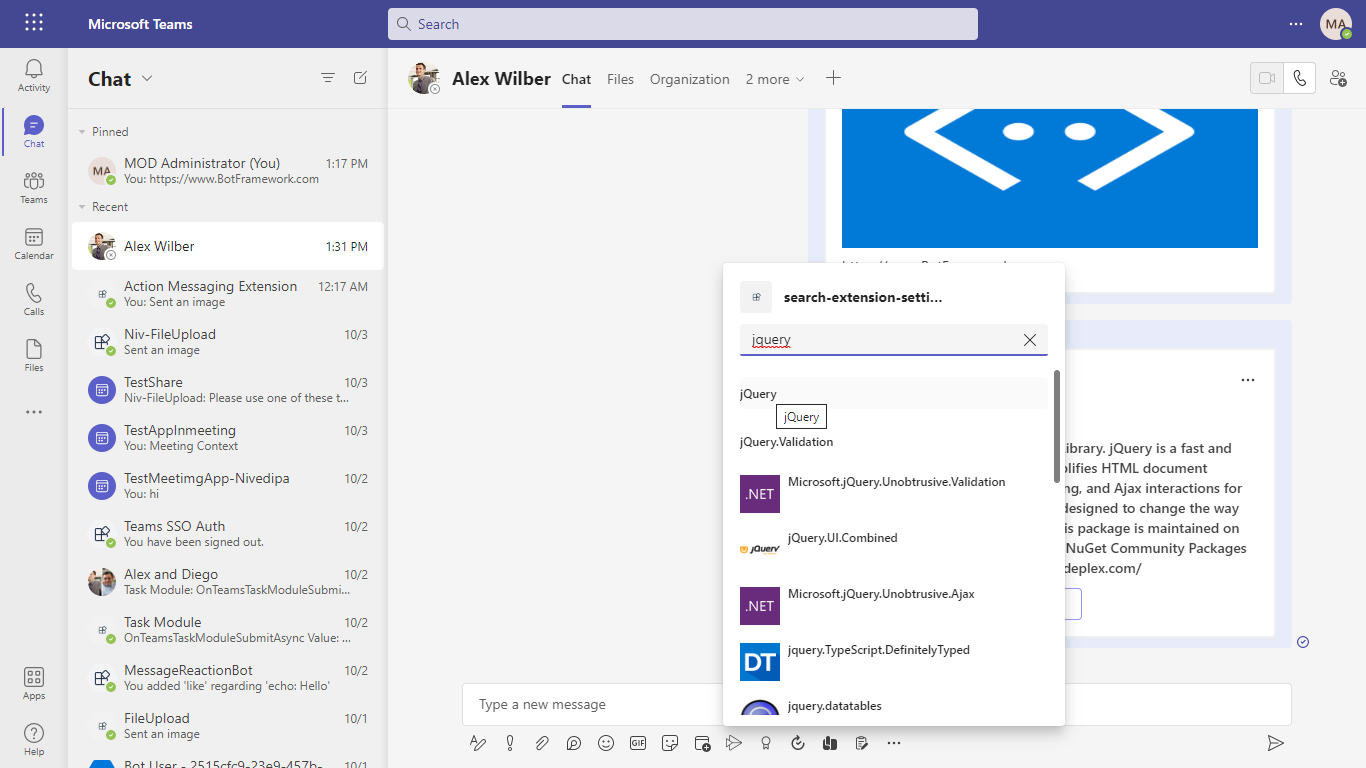 Microsoft Teams
Search
MA
Activity
Chat
Teams
Calendar
Calls
Files
Apps
Help
Chat
Pinned
MA
MOD Administrator (You) 1:17 PM
You: https://www.BotFramework.com
Recent
Alex Wilber 1:31 PM
Action Messaging Extension 12:17 AM
You: Sent an image
Niv-FileUpload 10/3
Sent an image
TestShare 10/3
Niv-FileUpload: Please use one of these t...
TestAppInmeeting 10/3
You: Meeting Context
TestMeetimgApp-Nivedipa 10/2
You: hi
Teams SSO Auth 10/2
You have been signed out.
Alex and Diego 10/2
Task Module: OnTeamsTaskModuleSubmi...
Task Module 10/2
OnTeamsTaskModuleSubmitAsync Value: ...
MessageReactionBot 10/2
You added 'like' regarding 'echo: Hello'
FileUpload 10/1
Sent an image
Bot User - 2515cfc9-23e9-457b- 10/1
Alex Wilber Chat Files Organization 2 more
search-extension-setti...
jquery
jQuery
jQuery
jQuery.Validation
.NET
Microsoft.jQuery.Unobtrusive.Validation
jQuery
jQuery.UI.Combined
.NET
Microsoft.jQuery.Unobtrusive.Ajax
DT
jquery.TypeScript.DefinitelyTyped
jquery.datatables
ibrary. jQuery is a fast and
plifies HTML document
ng, and Ajax interactions for
designed to change the way
is package is maintained on
NuGet Community Packages
deplex.com/
Type a new message
GIF